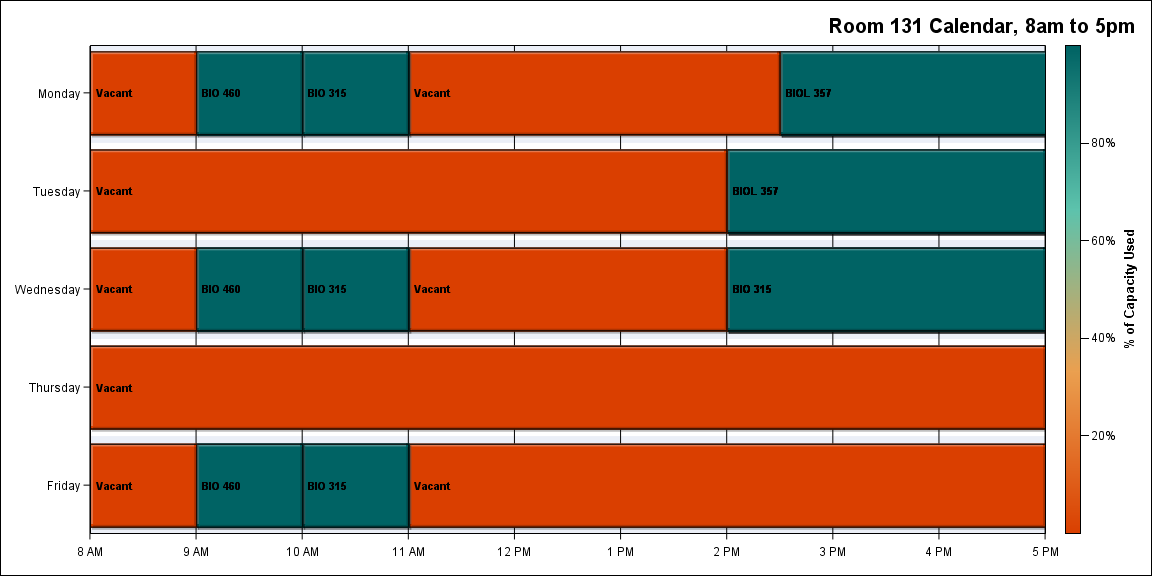 Room 131 Calendar, 8am to 5pm
Monday
Vacant
BIO 460
BIO 315
Vacant
BIOL 357
Tuesday
Vacant
BIOL 357
Wednesday
Vacant
BIO 460
BIO 315
Vacant
BIO 315
Thursday
Vacant
Friday
Vacant
BIO 460
BIO 315
Vacant
8 AM
9 AM
10 AM
11 AM
12 PM
1 PM
2 PM
3 PM
4 PM
5 PM
80%
60%
40%
20%
% of Capacity Used